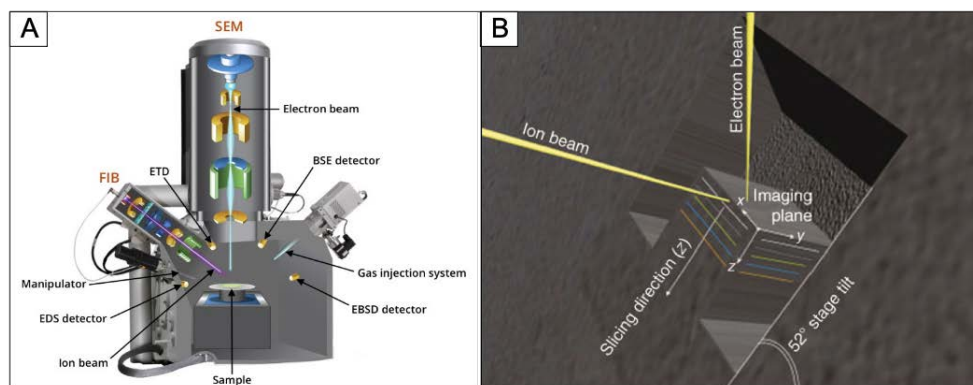 A
SEM
Electron beam
BSE detector
ETD
FIB
Manipulator
EDS detector
Ion beam
Sample
Gas injection system
EBSD detector
B
Electron beam
Ion beam
Imaging
plane
x
y
z
Slicing direction (z)
52° stage tilt